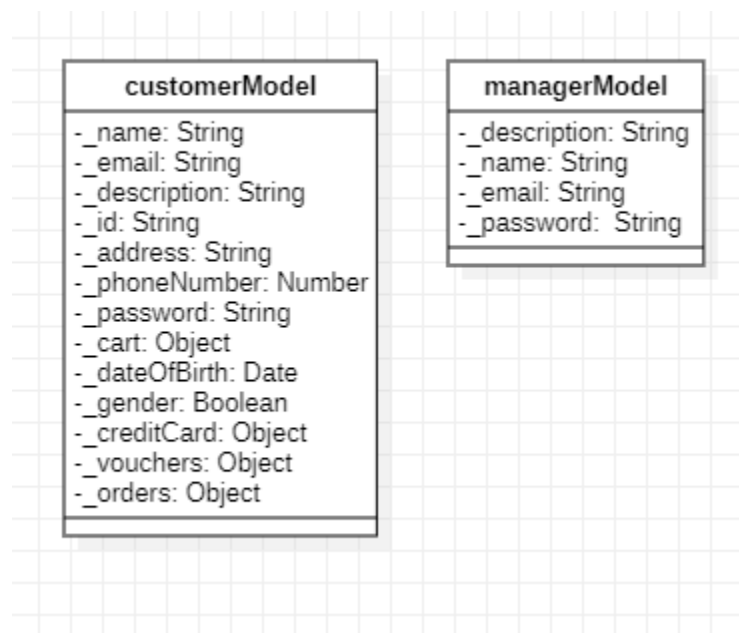 customerModel
-_name: String
-_email: String
-_description: String
-_id: String
-_address: String
-_phoneNumber: Number
-_password: String
-_cart: Object
-_dateOfBirth: Date
-_gender: Boolean
-_creditCard: Object
-_vouchers: Object
-_orders: Object
managerModel
-_description: String
-_name: String
-_email: String
-_password:  String